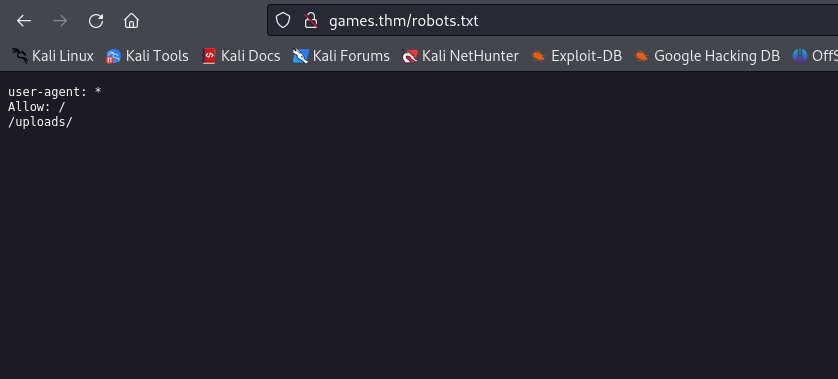 games.thm/robots.txt
Kali Linux Kali Tools Kali Docs Kali Forums Kali NetHunter Exploit-DB Google Hacking DB OffS
user-agent: *
Allow: /
/uploads/